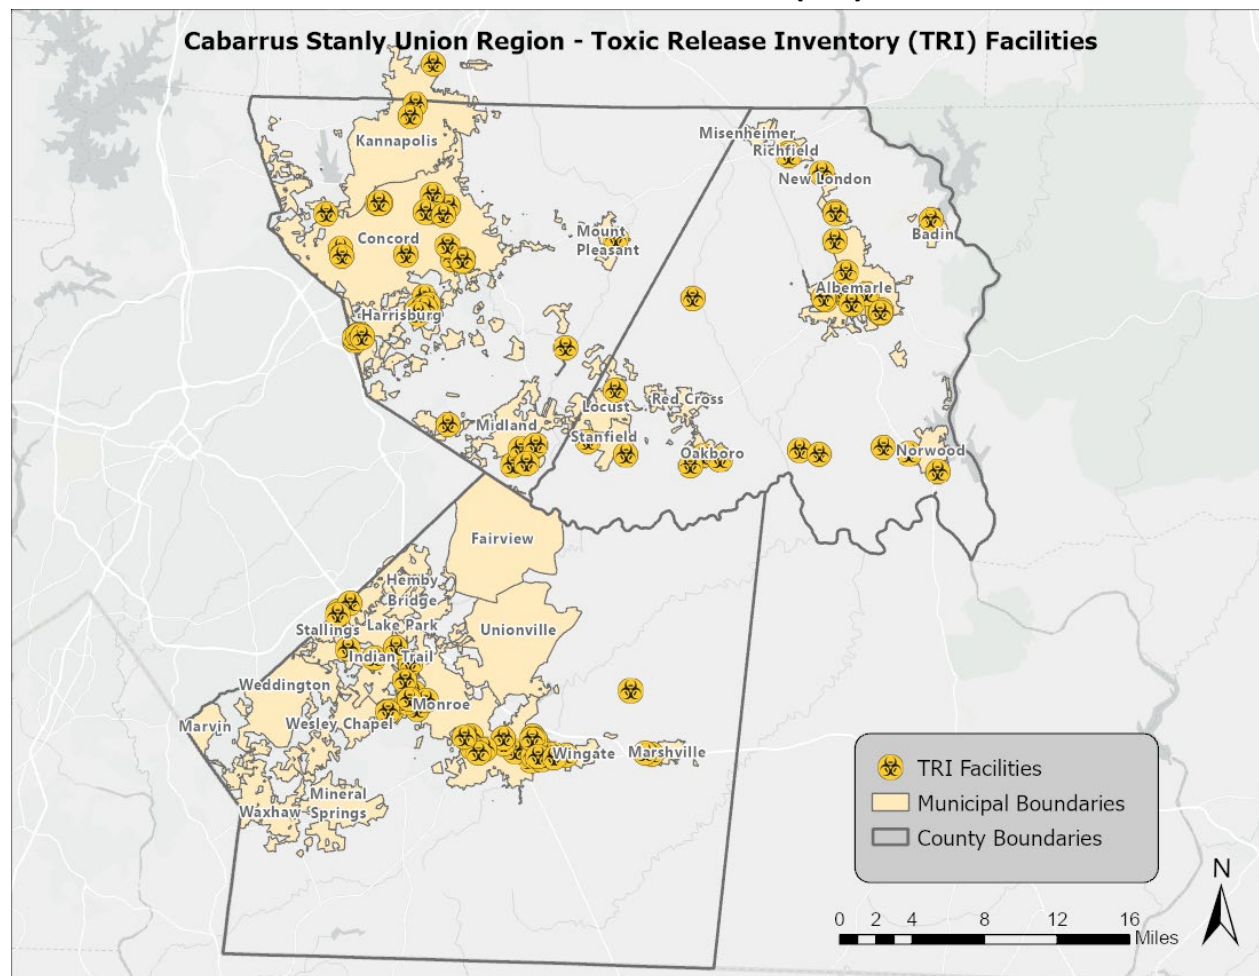 Cabarrus Stanly Union Region - Toxic Release Inventory (TRI) Facilities
Kannapolis
Misenheimer
Richfield
New London
Concord
Mount
Pleasant
Badin
Albemarle
Harrisburg
Locust
Red Cross
Midland
Stanfield
Oakboro
Norwood
Fairview
Hemby
Bridge
Stallings
Lake Park
Unionville
Indian Trail
Weddington
Marvin
Wesley Chapel
Monroe
Wingate
Marshville
Mineral
Springs
Waxhaw
TRI Facilities
Municipal Boundaries
County Boundaries
N
0 2 4 8 12 16
Miles